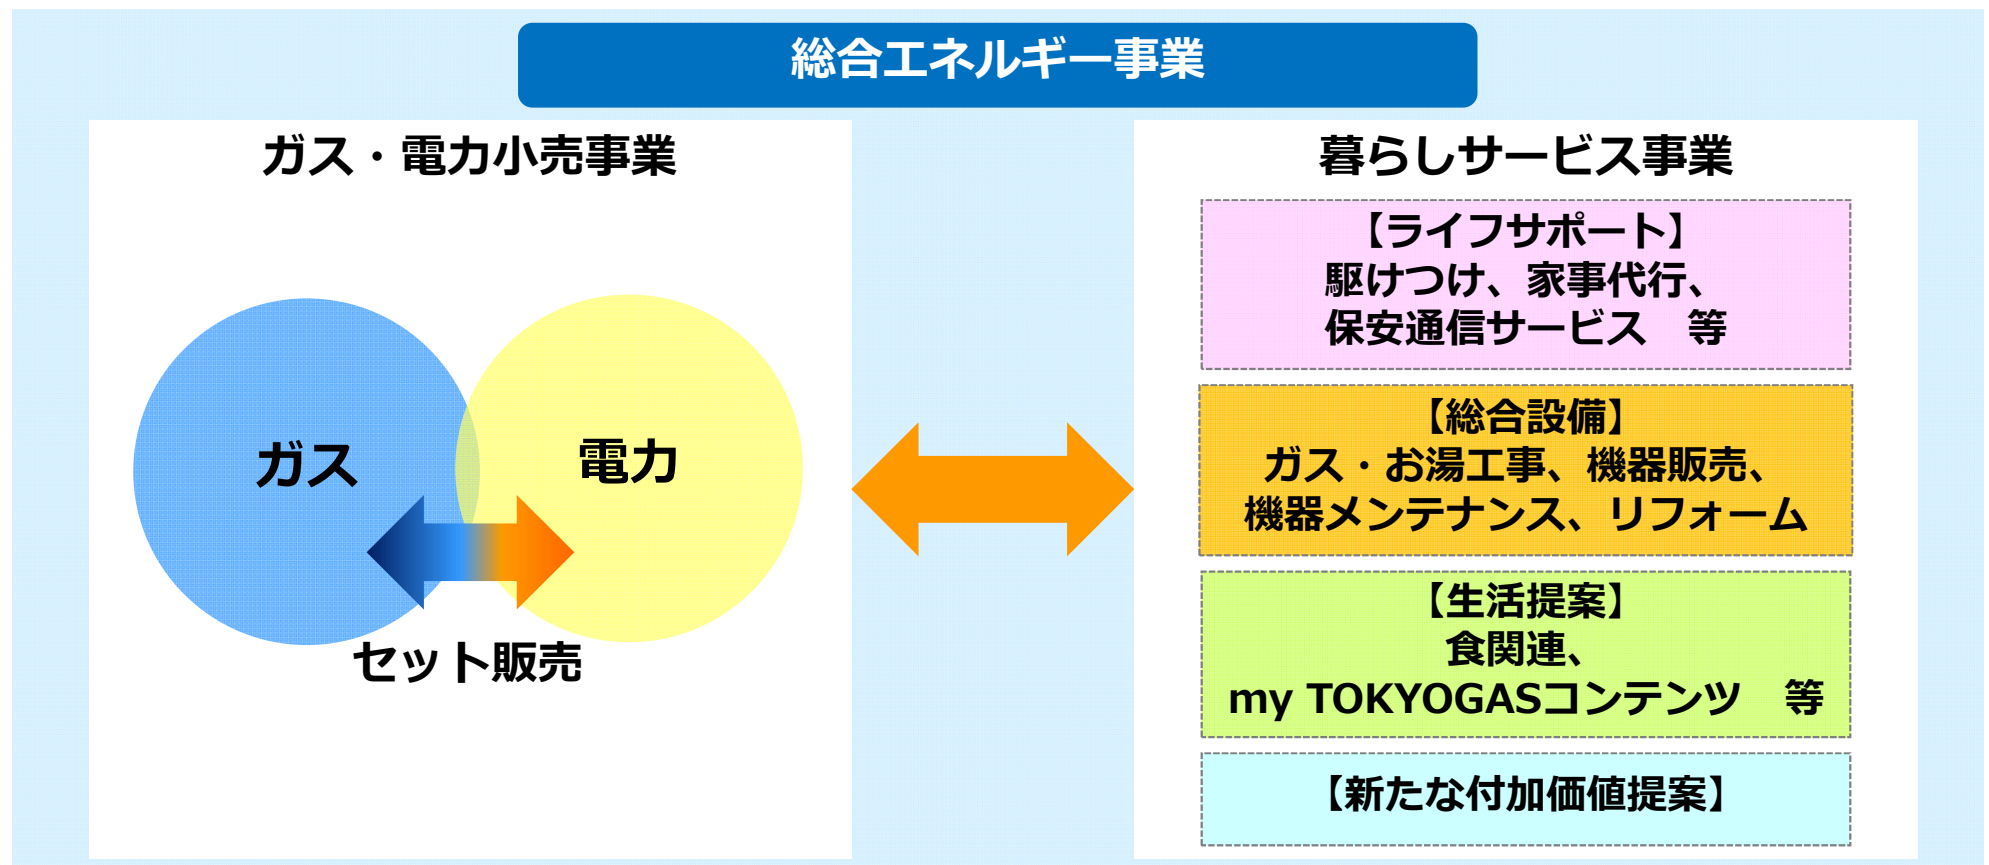 総合エネルギー事業
ガス・電力小売事業
ガス
電力
セット販売
暮らしサービス事業
【ライフサポート】
駆けつけ、家事代行、
保安通信サービス　等
【総合設備】
ガス・お湯工事、機器販売、
機器メンテナンス、リフォーム
【生活提案】
食関連、
my TOKYOGASコンテンツ　等
【新たな付加価値提案】